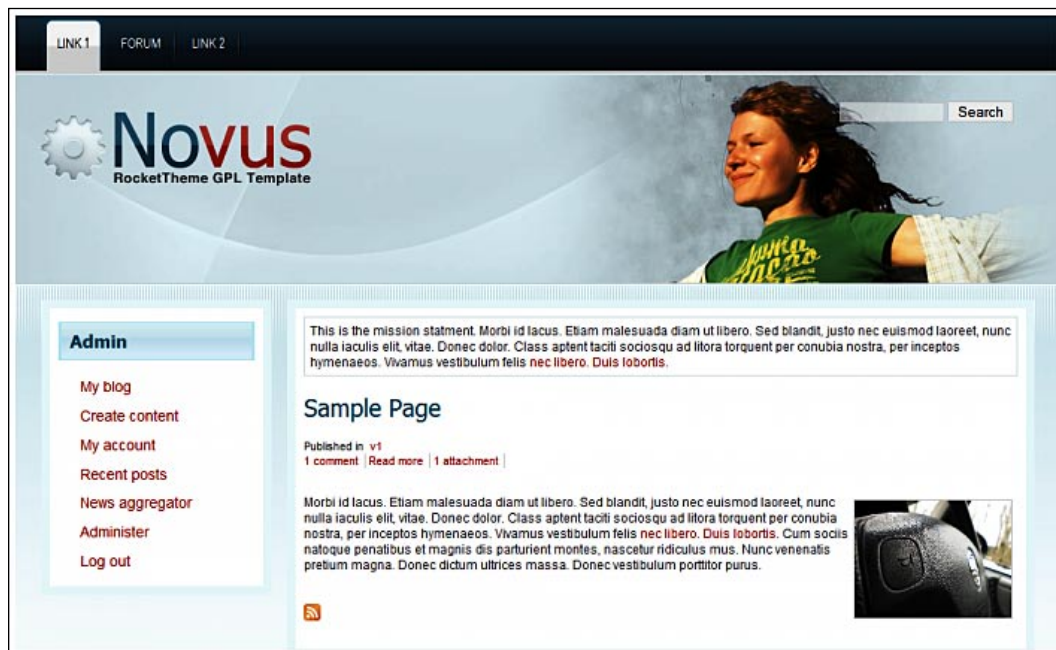 LINK 1 FORUM LINK 2
Search
Novus
RocketTheme GPL Template
Admin
My blog
Create content
My account
Recent posts
News aggregator
Administer
Log out
This is the mission statment. Morbi id lacus. Etiam malesuada diam ut libero. Sed blandit, justo nec euismod laoreet, nunc
nulla iaculis elit, vitae. Donec dolor. Class aptent taciti sociosqu ad litora torquent per conubia nostra, per inceptos
hymenaeos. Vivamus vestibulum felis nec libero. Duis lobortis.
Sample Page
Published in v1
1 comment | Read more | 1 attachment |
Morbi id lacus. Etiam malesuada diam ut libero. Sed blandit, justo nec euismod laoreet, nunc
nulla iaculis elit, vitae. Donec dolor. Class aptent taciti sociosqu ad litora torquent per conubia
nostra, per inceptos hymenaeos. Vivamus vestibulum felis nec libero. Duis lobortis. Cum sociis
natoque penatibus et magnis dis parturient montes, nascetur ridiculus mus. Nunc venenatis
pretium magna. Donec dictum ultrices massa. Donec vestibulum porttitor purus.